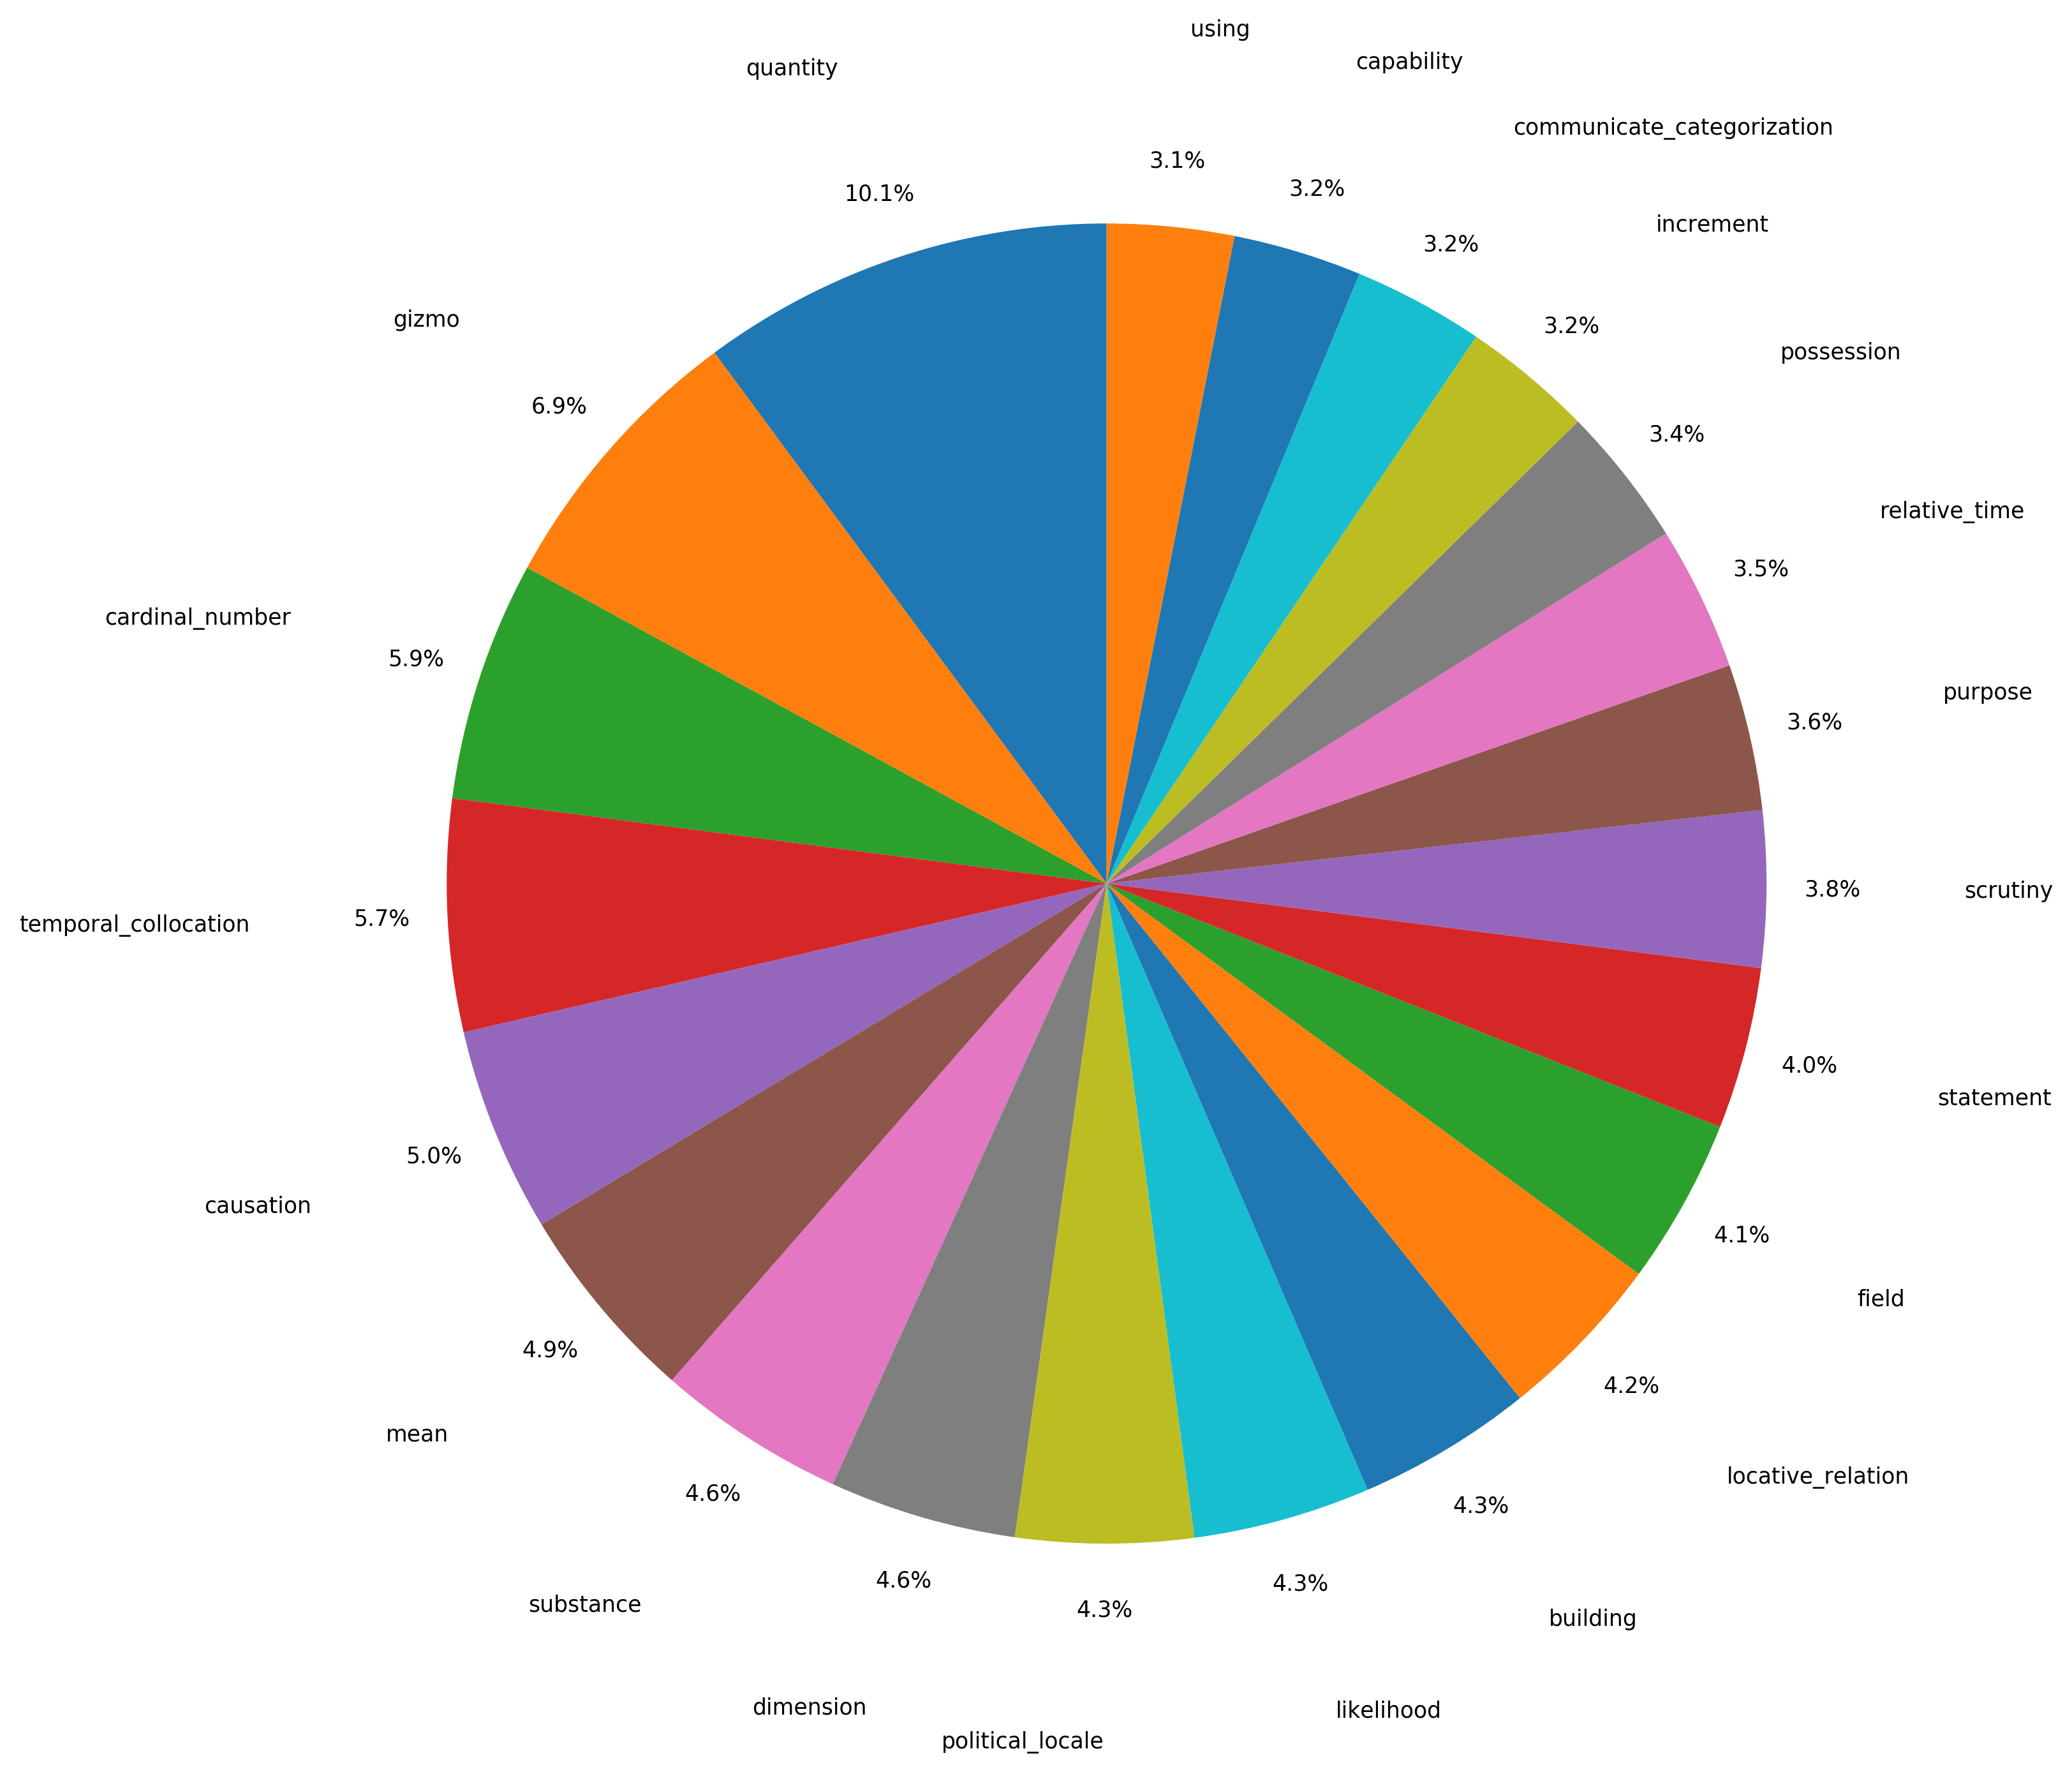 using
quantity
capability
communicate_categorization
3.1%
3.2%
10.1%
increment
3.2%
gizmo
3.2%
possession
6.9%
3.4%
relative_time
3.5%
cardinal_number
5.9%
purpose
3.6%
scrutiny
3.8%
temporal_collocation
5.7%
4.0%
statement
5.0%
causation
4.1%
field
4.9%
4.2%
mean
locative_relation
4.6%
4.3%
4.6%
4.3%
substance
4.3%
building
dimension
likelihood
political_locale